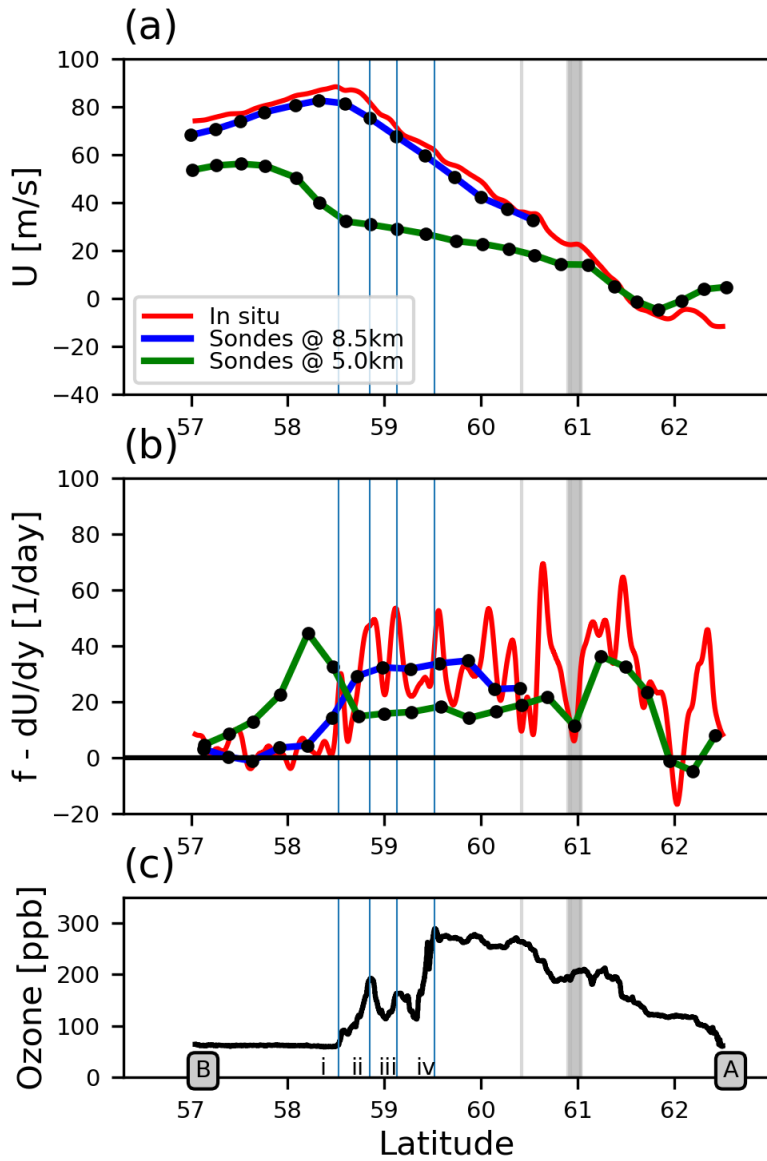 (a)
100
80
60
40
20
0
−20
−40
U [m/s]
In situ
Sondes @ 8.5km
Sondes @ 5.0km
57 58 59 60 61 62
(b)
100
80
60
40
20
0
−20
f - dU/dy [1/day]
57 58 59 60 61 62
(c)
300
200
100
0
Ozone [ppb]
B i ii iii iv A
57 58 59 60 61 62
Latitude